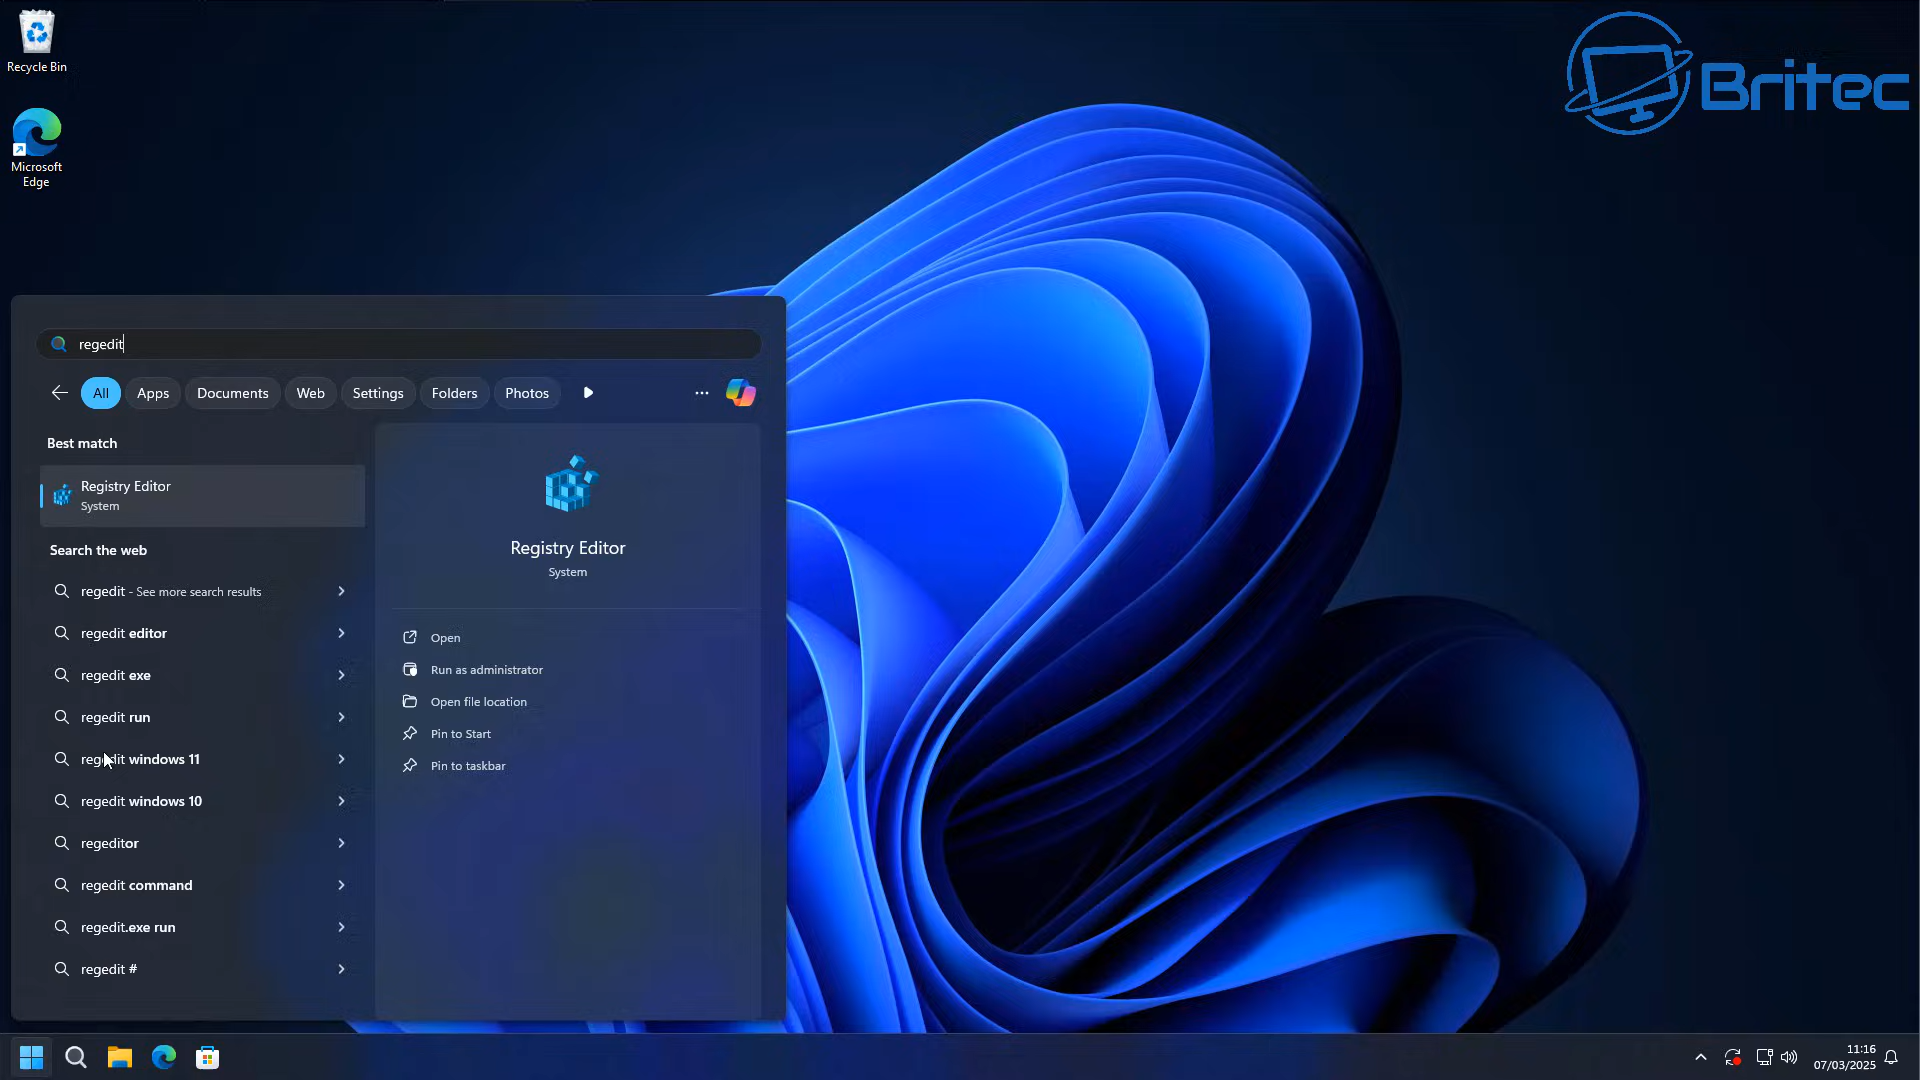 Recycle Bin
Microsoft
Edge
Britec
regedit
All
Apps
Documents
Web
Settings
Folders
Photos
Best match
Registry Editor
System
Search the web
regedit - See more search results
regedit editor
regedit exe
regedit run
regedit windows 11
regedit windows 10
regeditor
regedit command
regedit.exe run
regedit #
Registry Editor
System
Open
Run as administrator
Open file location
Pin to Start
Pin to taskbar
11:16
07/03/2025